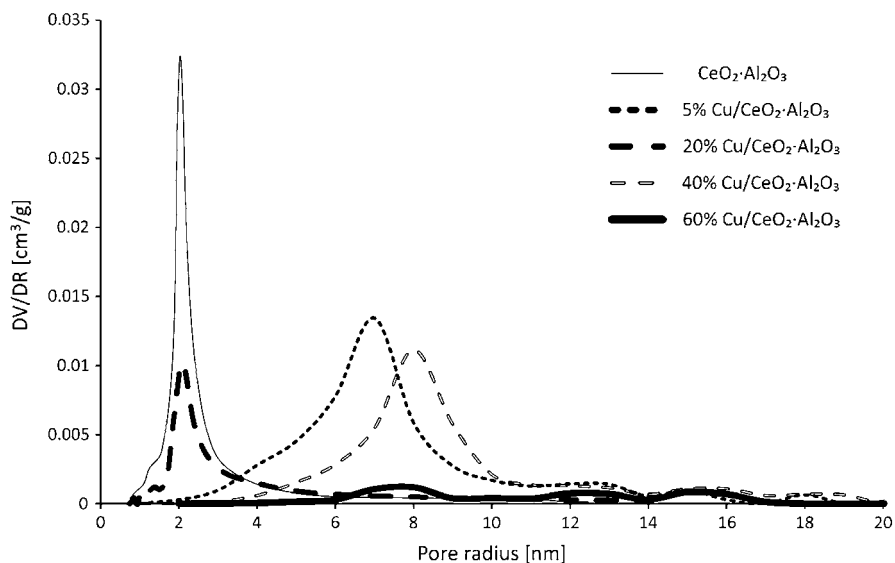 0.035
0.03
0.025
0.02
0.015
0.01
0.005
0
DV/DR [cm³/g]
0 2 4 6 8 10 12 14 16 18 20
Pore radius [nm]
CeO₂·Al₂O₃
5% Cu/CeO₂·Al₂O₃
20% Cu/CeO₂·Al₂O₃
40% Cu/CeO₂·Al₂O₃
60% Cu/CeO₂·Al₂O₃